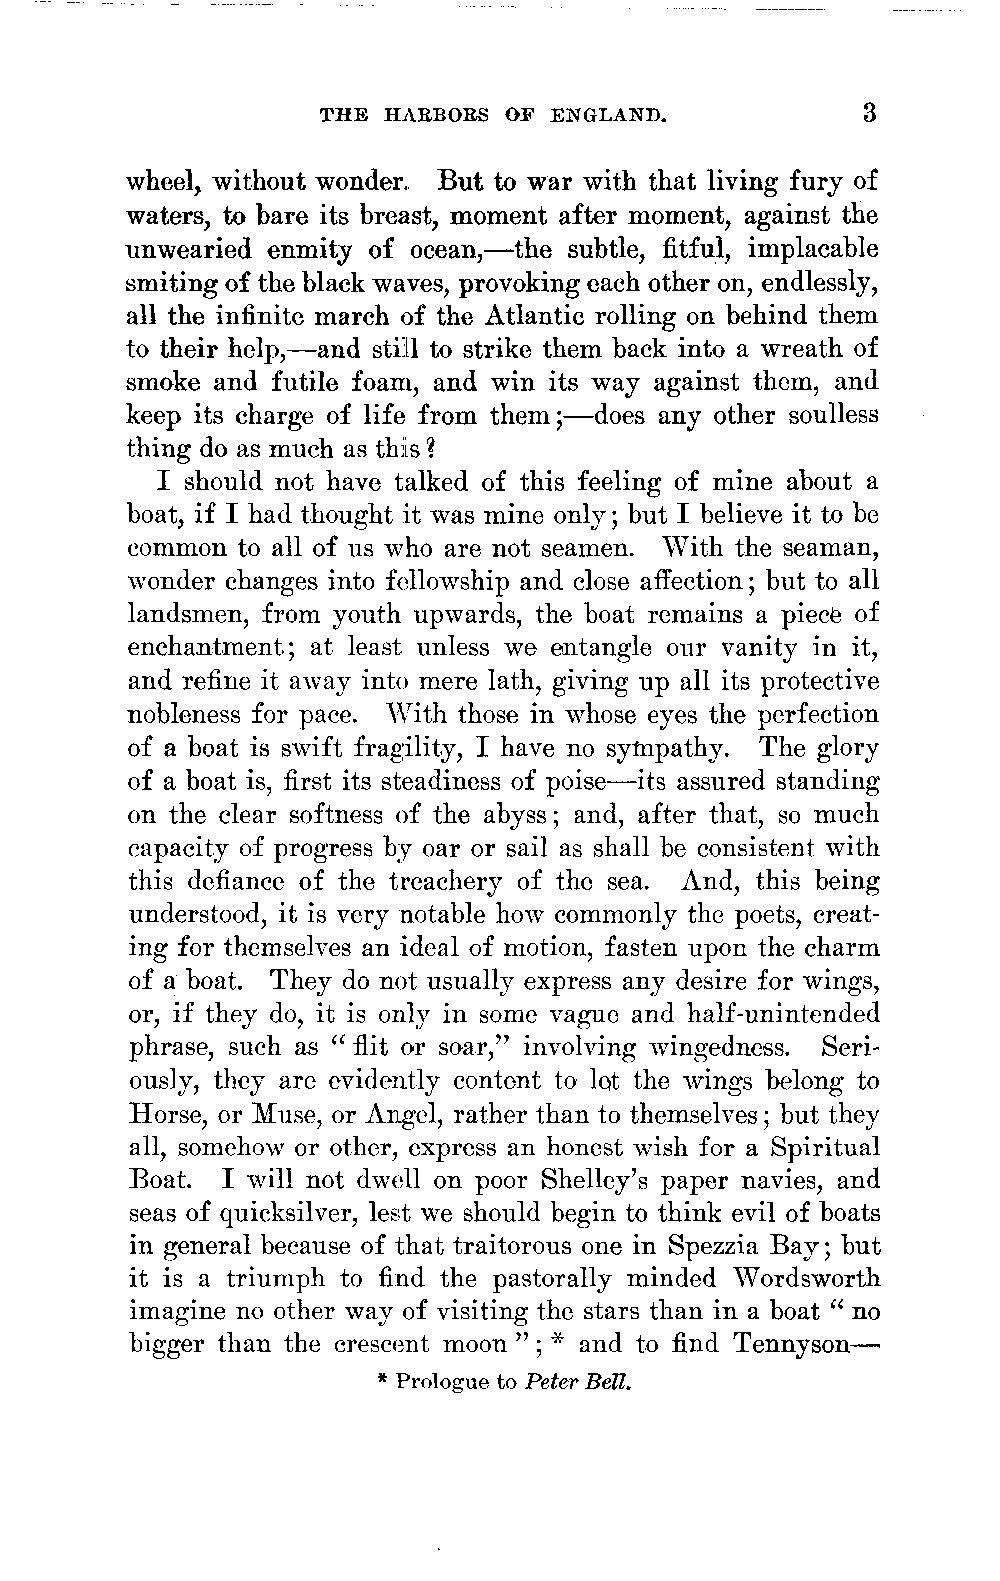 THE HARBORS OF ENGLAND. 3
wheel, without wonder. But to war with that living fury of
waters, to bare its breast, moment after moment, against the
unwearied enmity of ocean,—the subtle, fitful, implacable
smiting of the black waves, provoking each other on, endlessly,
all the infinite march of the Atlantic rolling on behind them
to their help,—and still to strike them back into a wreath of
smoke and futile foam, and win its way against them, and
keep its charge of life from them;—does any other soulless
thing do as much as this?
I should not have talked of this feeling of mine about a
boat, if I had thought it was mine only; but I believe it to be
common to all of us who are not seamen. With the seaman,
wonder changes into fellowship and close affection; but to all
landsmen, from youth upwards, the boat remains a piece of
enchantment; at least unless we entangle our vanity in it,
and refine it away into mere lath, giving up all its protective
nobleness for pace. With those in whose eyes the perfection
of a boat is swift fragility, I have no sympathy. The glory
of a boat is, first its steadiness of poise—its assured standing
on the clear softness of the abyss; and, after that, so much
capacity of progress by oar or sail as shall be consistent with
this defiance of the treachery of the sea. And, this being
understood, it is very notable how commonly the poets, creat-
ing for themselves an ideal of motion, fasten upon the charm
of a boat. They do not usually express any desire for wings,
or, if they do, it is only in some vague and half-unintended
phrase, such as “flit or soar,” involving wingedness. Seri-
ously, they are evidently content to let the wings belong to
Horse, or Muse, or Angel, rather than to themselves; but they
all, somehow or other, express an honest wish for a Spiritual
Boat. I will not dwell on poor Shelley’s paper navies, and
seas of quicksilver, lest we should begin to think evil of boats
in general because of that traitorous one in Spezzia Bay; but
it is a triumph to find the pastorally minded Wordsworth
imagine no other way of visiting the stars than in a boat “no
bigger than the crescent moon”;* and to find Tennyson—
* Prologue to Peter Bell.